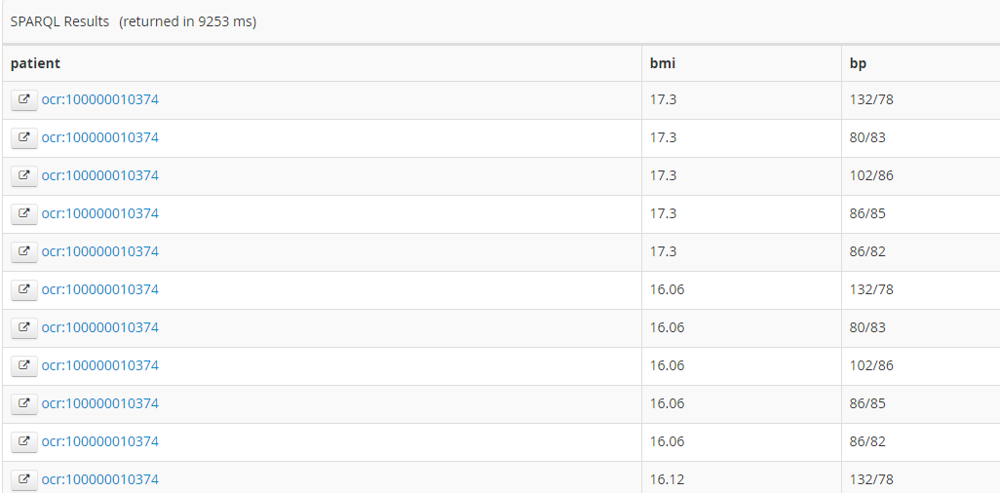 SPARQL Results (returned in 9253 ms)
patient bmi bp
ocr:100000010374 17.3 132/78
ocr:100000010374 17.3 80/83
ocr:100000010374 17.3 102/86
ocr:100000010374 17.3 86/85
ocr:100000010374 17.3 86/82
ocr:100000010374 16.06 132/78
ocr:100000010374 16.06 80/83
ocr:100000010374 16.06 102/86
ocr:100000010374 16.06 86/85
ocr:100000010374 16.06 86/82
ocr:100000010374 16.12 132/78